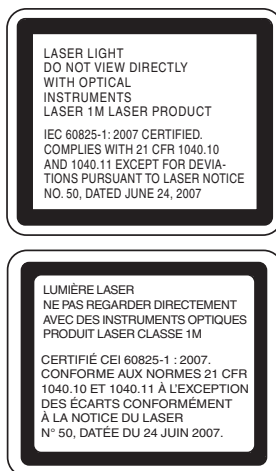 LASER LIGHT
DO NOT VIEW DIRECTLY
WITH OPTICAL
INSTRUMENTS
LASER 1M LASER PRODUCT
IEC 60825-1: 2007 CERTIFIED.
COMPLIES WITH 21 CFR 1040.10
AND 1040.11 EXCEPT FOR DEVIA-
TIONS PURSUANT TO LASER NOTICE
NO. 50, DATED JUNE 24, 2007
LUMIÈRE LASER
NE PAS REGARDER DIRECTEMENT
AVEC DES INSTRUMENTS OPTIQUES
PRODUIT LASER CLASSE 1M
CERTIFIÉ CEI 60825-1 : 2007.
CONFORME AUX NORMES 21 CFR
1040.10 ET 1040.11 À L'EXCEPTION
DES ÉCARTS CONFORMÉMENT
À LA NOTICE DU LASER
N° 50, DATÉE DU 24 JUIN 2007.